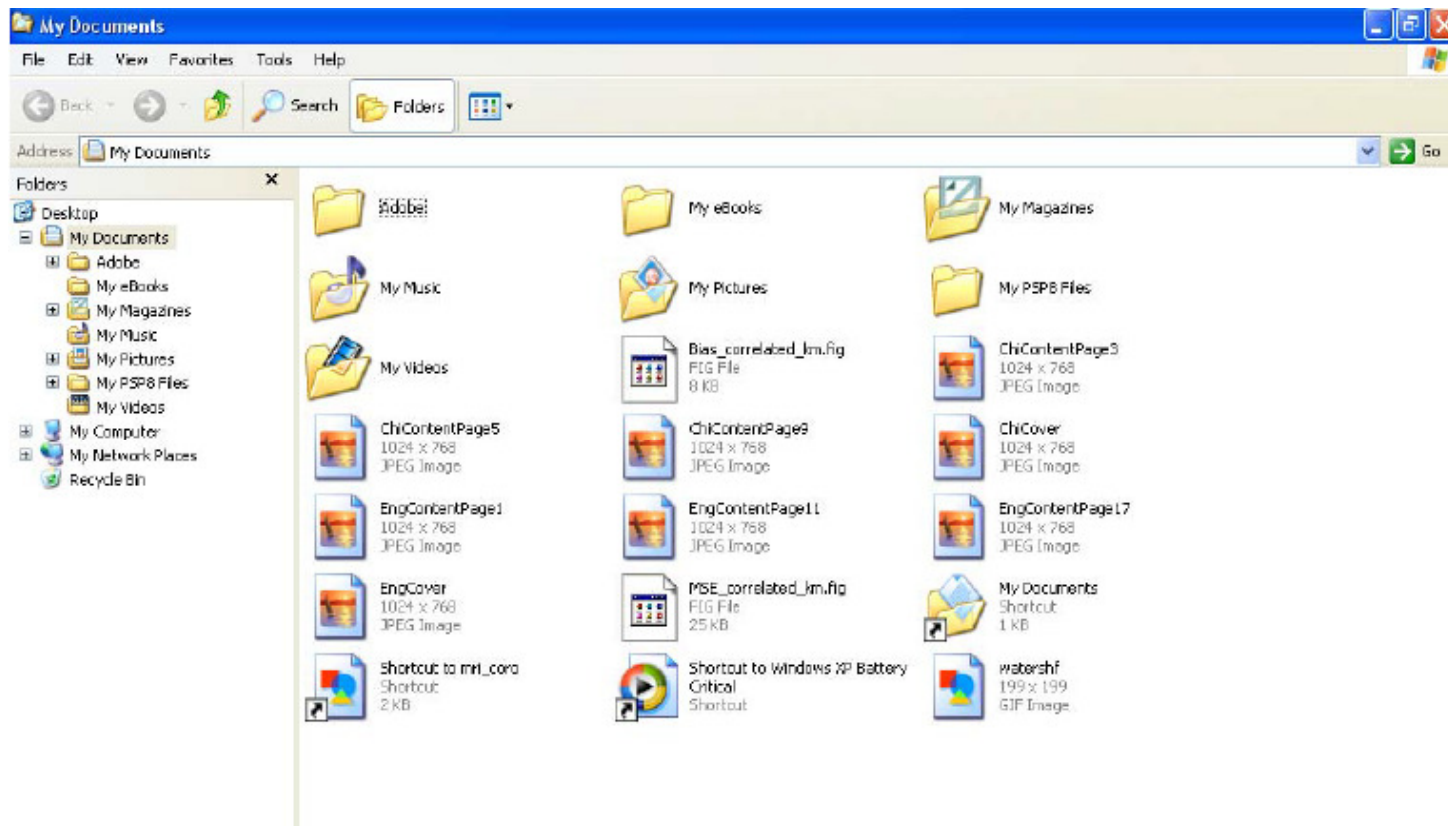 My Documents
File Edit View Favorites Tools Help
Back Search Folders
Address My Documents Go
Folders
Desktop
My Documents
Adobe
My eBooks
My Magazines
My Music
My Pictures
My PSP8 Files
My Videos
My Computer
My Network Places
Recycle Bin
Adobe
My eBooks
My Magazines
My Music
My Pictures
My PSP8 Files
My Videos
Bias_correlated_km.fig
FIG File
8 KB
ChiContentPage3
1024 x 768
JPEG Image
ChiContentPage5
1024 x 768
JPEG Image
ChiContentPage9
1024 x 768
JPEG Image
ChiCover
1024 x 768
JPEG Image
EngContentPage1
1024 x 768
JPEG Image
EngContentPage11
1024 x 768
JPEG Image
EngContentPage17
1024 x 768
JPEG Image
EngCover
1024 x 768
JPEG Image
MSE_correlated_km.fig
FIG File
25 KB
My Documents
Shortcut
1 KB
Shortcut to mri_coro
Shortcut
2 KB
Shortcut to Windows XP Battery
Critical
Shortcut
watershf
199 x 199
GIF Image